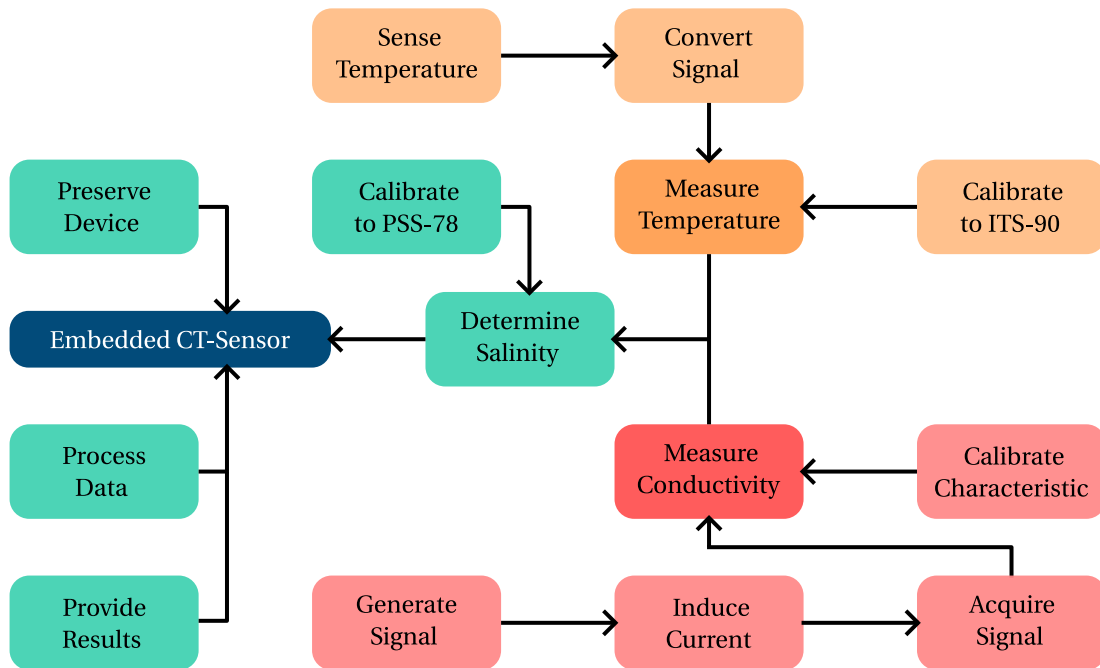 Sense
Temperature
Convert
Signal
Preserve
Device
Calibrate
to PSS-78
Measure
Temperature
Calibrate
to ITS-90
Embedded CT-Sensor
Determine
Salinity
Process
Data
Measure
Conductivity
Calibrate
Characteristic
Provide
Results
Generate
Signal
Induce
Current
Acquire
Signal